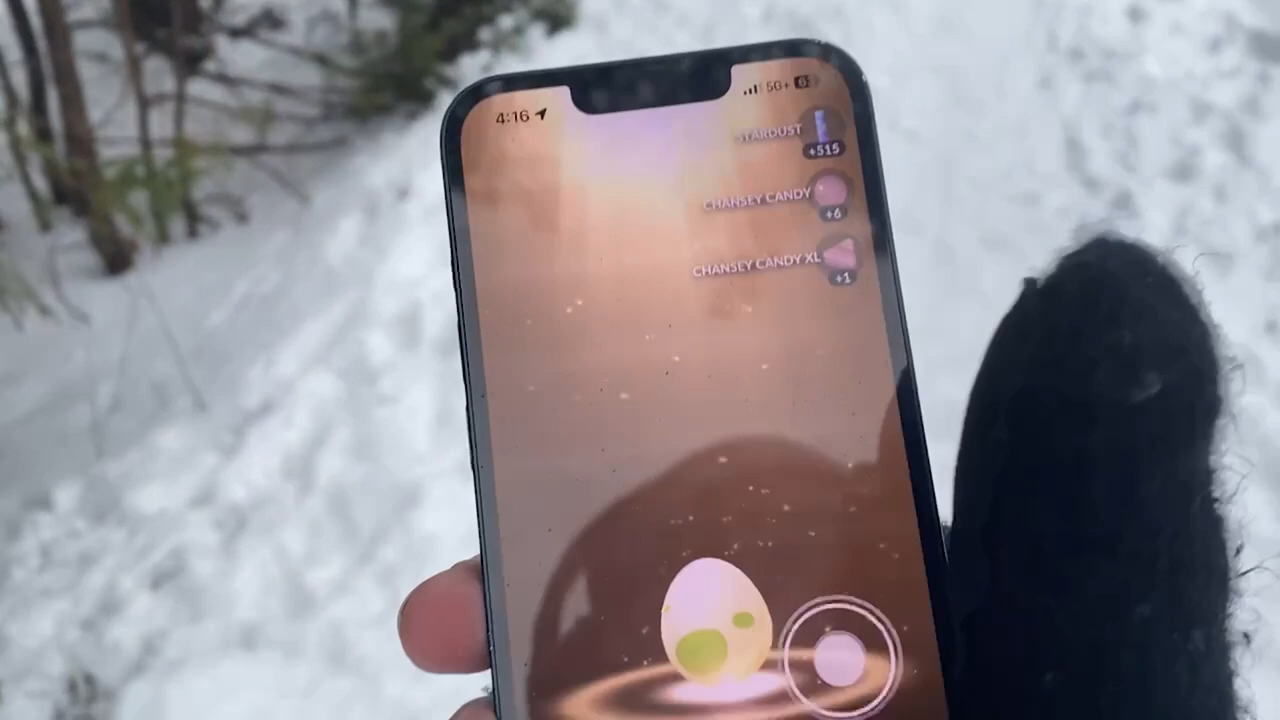 4:16
5G+
STARDUST
+515
CHANSEY CANDY
+6
CHANSEY CANDY XL
+1